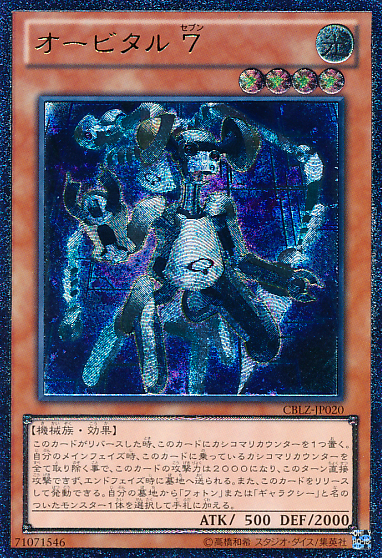 オービタル 7
セブン
光
CBLZ-JP020
【機械族・効果】
このカードがリバースした時、このカードにカシコマリカウンターを1つ置く。
自分のメインフェイズ時、このカードに乗っているカシコマリカウンターを
全て取り除く事で、このカードの攻撃力は2000になり、このターン直接
攻撃できず、エンドフェイズ時に墓地へ送られる。また、このカードをリリース
して発動できる。自分の墓地から「フォトン」または「ギャラクシー」と名の
ついたモンスター1体を選択して手札に加える。
ATK/ 500 DEF/2000
71071546
©高橋和希 スタジオ・ダイス/集英社